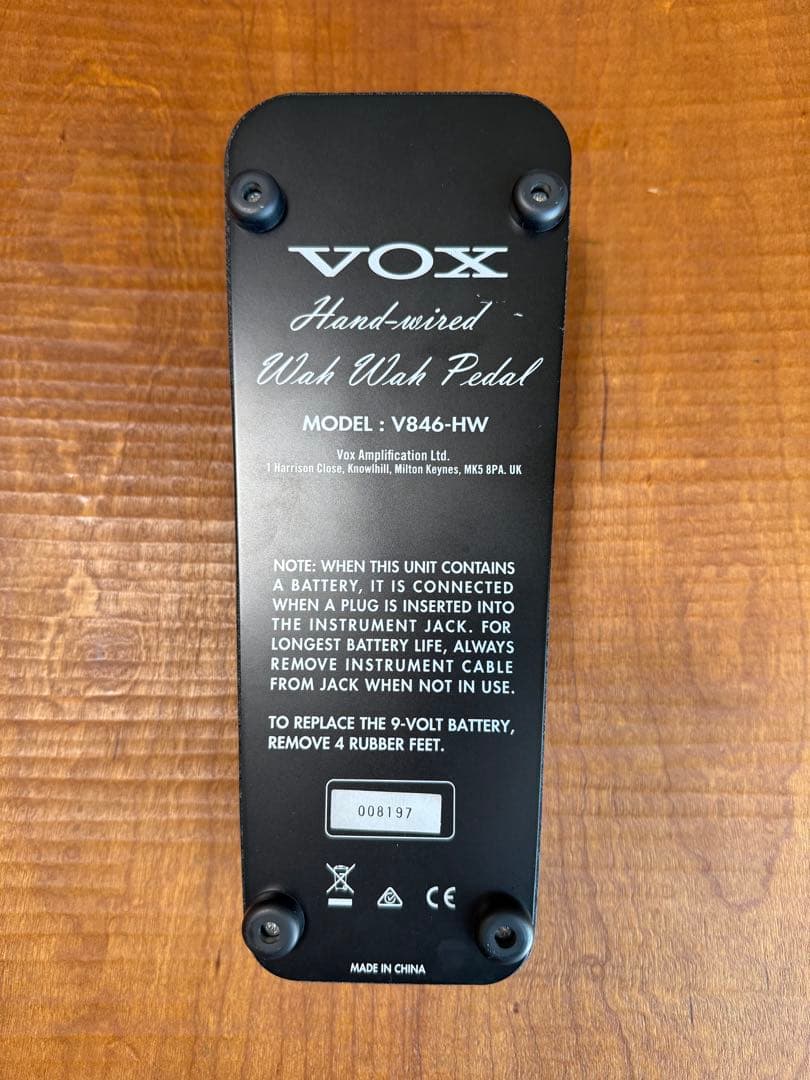 VOX
Hand-wired
Wah Wah Pedal
MODEL : V846-HW
Vox Amplification Ltd.
1 Harrison Close, Knowlhill, Milton Keynes, MK5 8PA. UK
NOTE: WHEN THIS UNIT CONTAINS
A BATTERY, IT IS CONNECTED
WHEN A PLUG IS INSERTED INTO
THE INSTRUMENT JACK. FOR
LONGEST BATTERY LIFE, ALWAYS
REMOVE INSTRUMENT CABLE
FROM JACK WHEN NOT IN USE.
TO REPLACE THE 9-VOLT BATTERY,
REMOVE 4 RUBBER FEET.
008197
CE
MADE IN CHINA